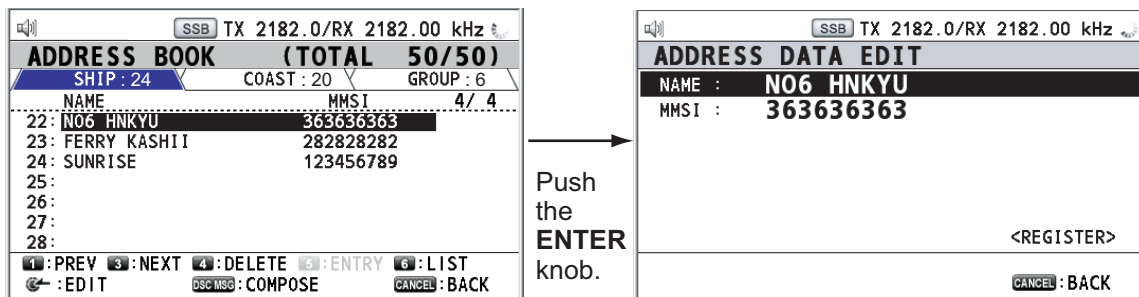 SSB TX 2182.0/RX 2182.00 kHz
ADDRESS BOOK (TOTAL 50/50)
SHIP : 24 COAST : 20 GROUP : 6
NAME MMSI 4/ 4
22: NO6 HNKYU 363636363
23: FERRY KASHII 282828282
24: SUNRISE 123456789
25:
26:
27:
28:
1 :PREV 3 :NEXT 4 :DELETE 5 :ENTRY 6 :LIST
:EDIT DSC MSG :COMPOSE CANCEL :BACK
Push
the
ENTER
knob.
SSB TX 2182.0/RX 2182.00 kHz
ADDRESS DATA EDIT
NAME : NO6 HNKYU
MMSI : 363636363
<REGISTER>
CANCEL :BACK